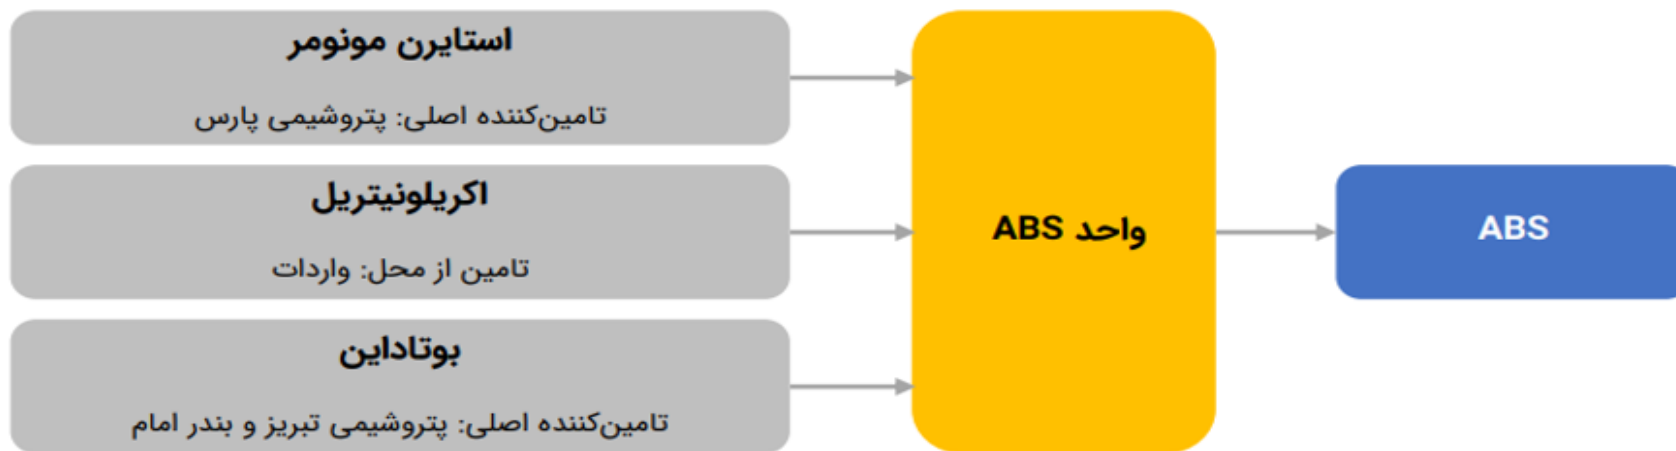 استایرن مونومر
تامین‌کننده اصلی: پتروشیمی پارس
اکریلونیتریل
تامین از محل: واردات
بوتاداین
تامین‌کننده اصلی: پتروشیمی تبریز و بندر امام
واحد ABS
ABS